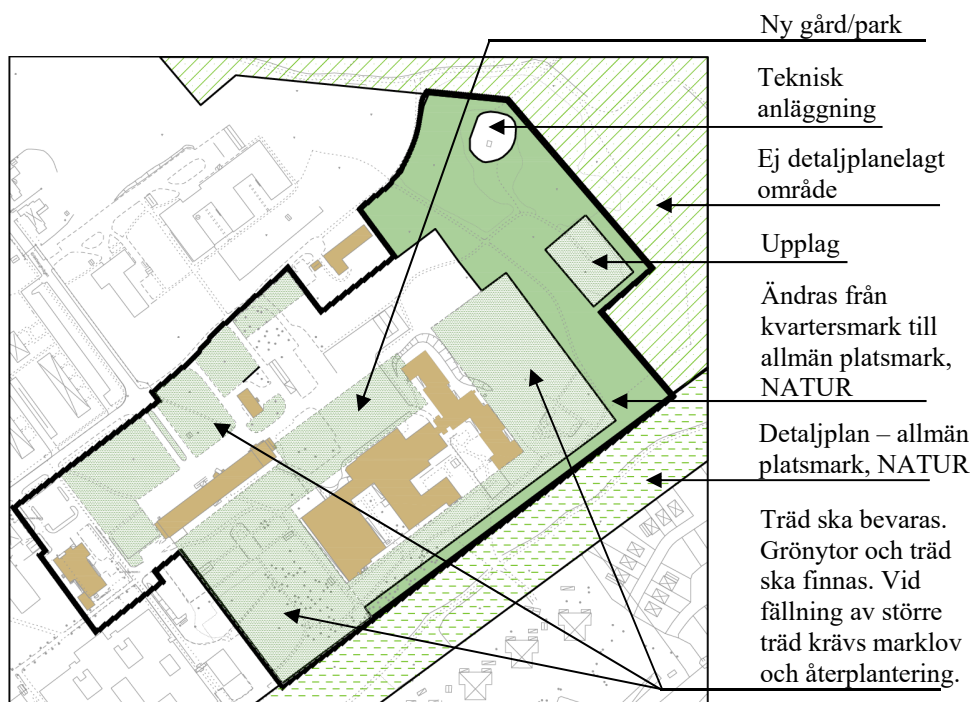 Ny gård/park
Teknisk
anläggning
Ej detaljplanelagt
område
Upplag
Ändras från
kvartersmark till
allmän platsmark,
NATUR
Detaljplan – allmän
platsmark, NATUR
Träd ska bevaras.
Grönytor och träd
ska finnas. Vid
fällning av större
träd krävs marklov
och återplantering.